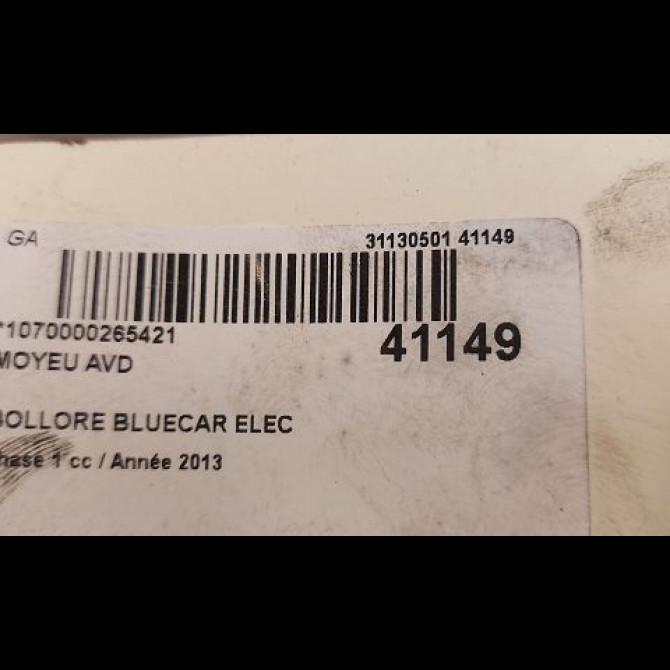 GA
31130501 41149
*1070000265421
41149
MOYEU AVD
BOLLORE BLUECAR ELEC
hase 1 cc / Année 2013